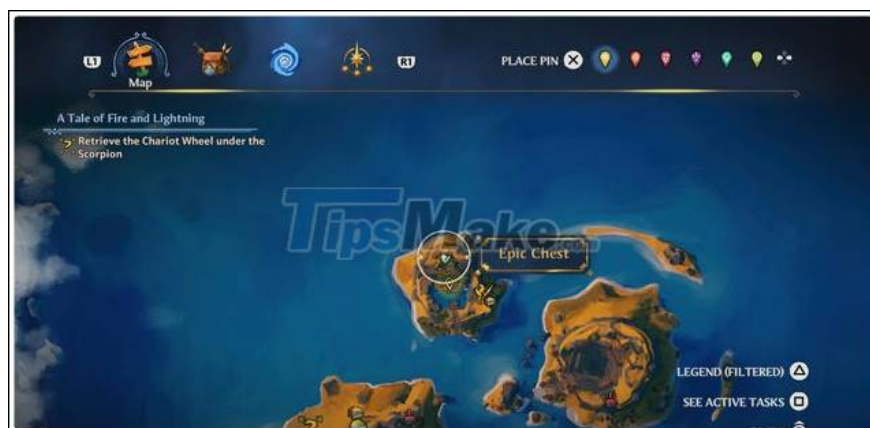 L1
R1
PLACE PIN
Map
A Tale of Fire and Lightning
Retrieve the Chariot Wheel under the
Scorpion
TipsMake.com
Epic Chest
LEGEND (FILTERED)
SEE ACTIVE TASKS